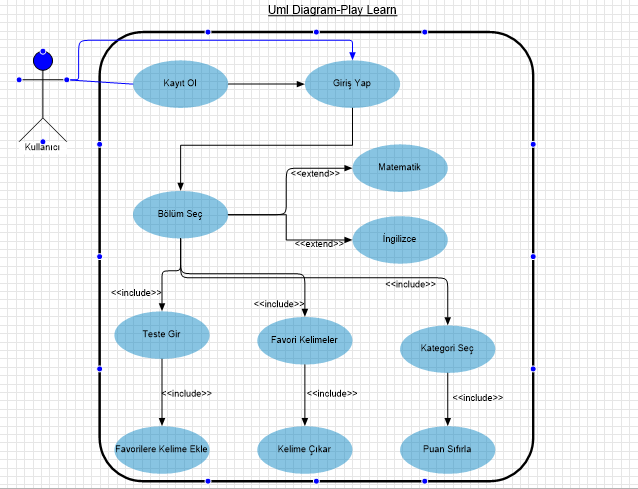 Uml Diagram-Play Learn
Kayıt Ol
Giriş Yap
Kullanıcı
Matematik
<<extend>>
Bölüm Seç
İngilizce
<<extend>>
<<include>>
<<include>>
<<include>>
Teste Gir
Favori Kelimeler
Kategori Seç
<<include>>
<<include>>
<<include>>
Favorilere Kelime Ekle
Kelime Çıkar
Puan Sıfırla